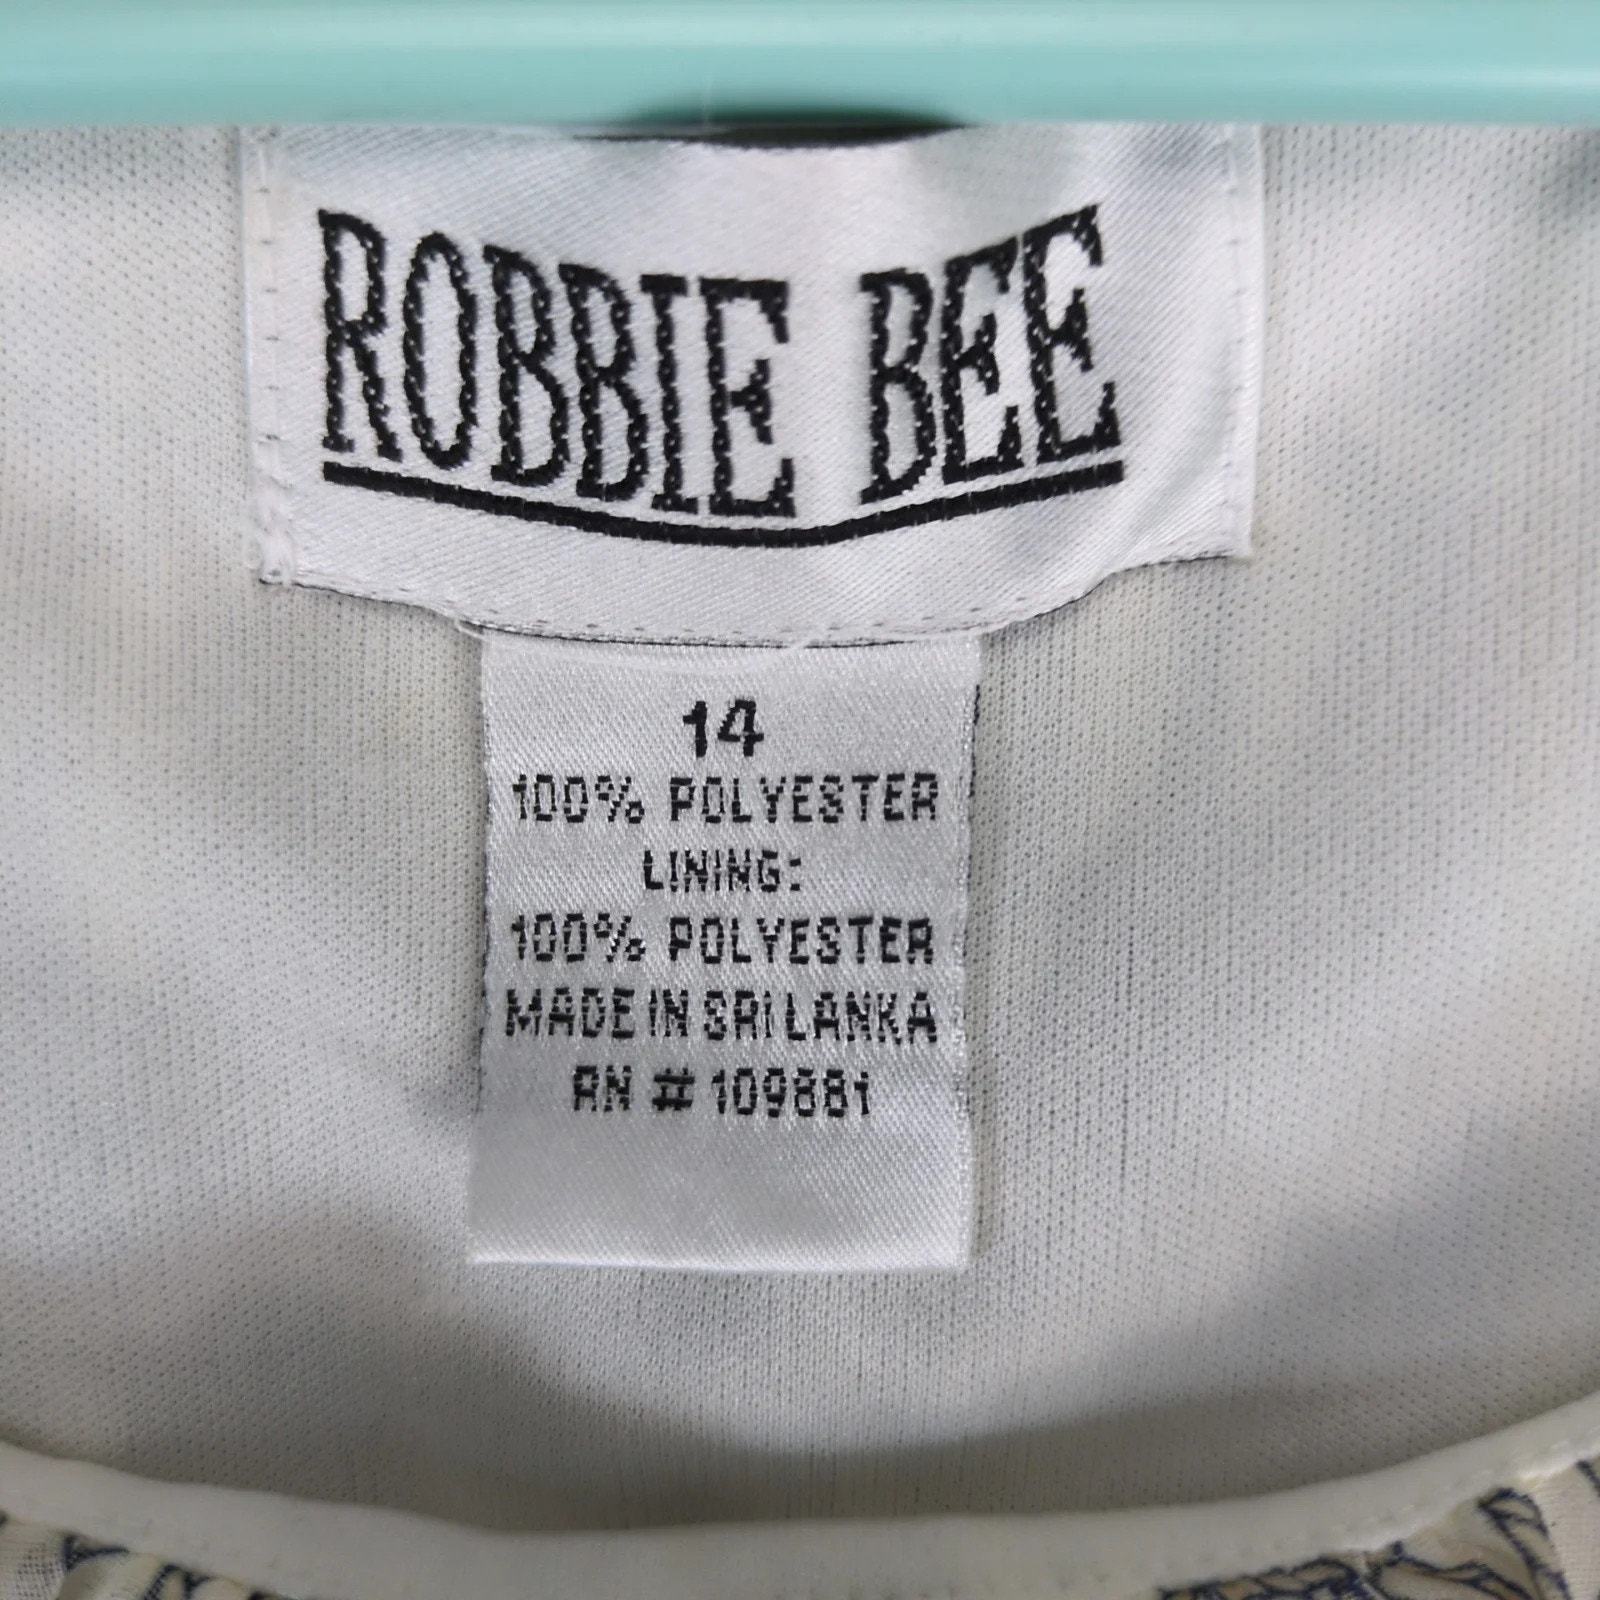 ROBBIE BEE
14
100% POLYESTER
LINING:
100% POLYESTER
MADE IN SRI LANKA
RN # 109881